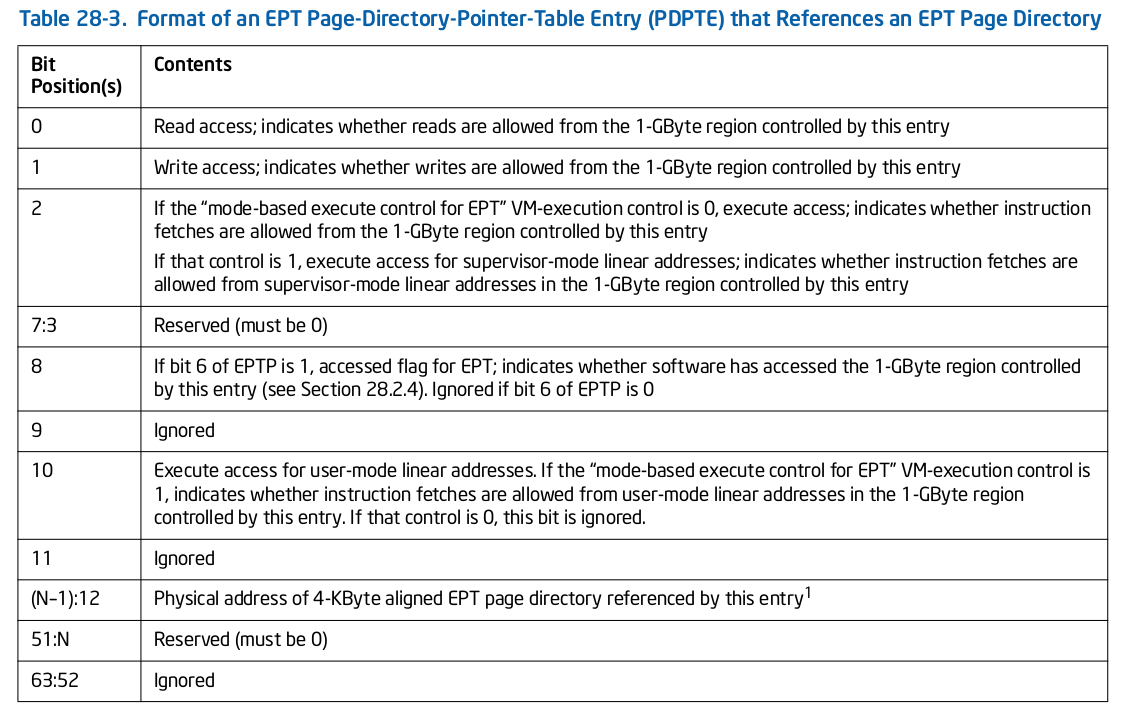 Table 28-3. Format of an EPT Page-Directory-Pointer-Table Entry (PDPTE) that References an EPT Page Directory
Bit
Position(s)
Contents
0
Read access; indicates whether reads are allowed from the 1-GByte region controlled by this entry
1
Write access; indicates whether writes are allowed from the 1-GByte region controlled by this entry
2
If the “mode-based execute control for EPT” VM-execution control is 0, execute access; indicates whether instruction
fetches are allowed from the 1-GByte region controlled by this entry
If that control is 1, execute access for supervisor-mode linear addresses; indicates whether instruction fetches are
allowed from supervisor-mode linear addresses in the 1-GByte region controlled by this entry
7:3
Reserved (must be 0)
8
If bit 6 of EPTP is 1, accessed flag for EPT; indicates whether software has accessed the 1-GByte region controlled
by this entry (see Section 28.2.4). Ignored if bit 6 of EPTP is 0
9
Ignored
10
Execute access for user-mode linear addresses. If the “mode-based execute control for EPT” VM-execution control is
1, indicates whether instruction fetches are allowed from user-mode linear addresses in the 1-GByte region
controlled by this entry. If that control is 0, this bit is ignored.
11
Ignored
(N–1):12
Physical address of 4-KByte aligned EPT page directory referenced by this entry1
51:N
Reserved (must be 0)
63:52
Ignored